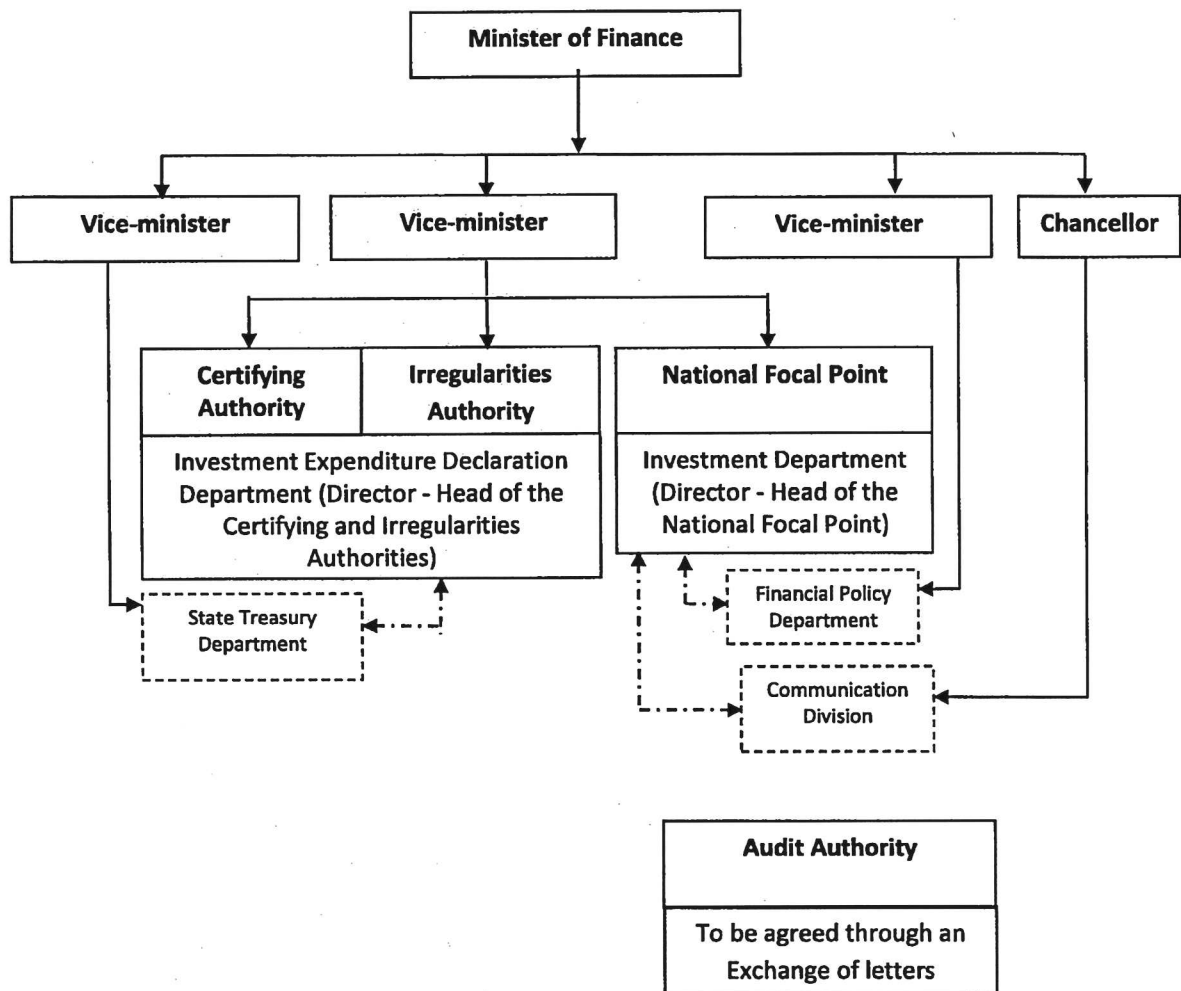 Minister of Finance
Vice-minister
Vice-minister
Vice-minister
Chancellor
Certifying
Authority
Irregularities
Authority
Investment Expenditure Declaration
Department (Director - Head of the
Certifying and Irregularities
Authorities)
National Focal Point
Investment Department
(Director - Head of the
National Focal Point)
State Treasury
Department
Financial Policy
Department
Communication
Division
Audit Authority
To be agreed through an
Exchange of letters